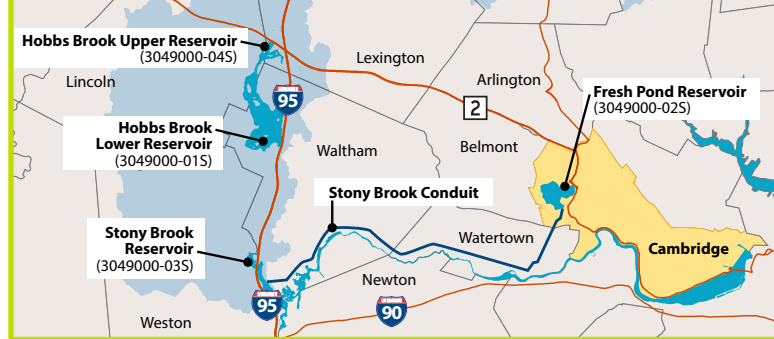 Hobbs Brook Upper Reservoir
(3049000-04S)
Lexington
Lincoln
Arlington
Fresh Pond Reservoir
(3049000-02S)
95
2
Hobbs Brook
Lower Reservoir
(3049000-01S)
Waltham
Belmont
Stony Brook Conduit
Stony Brook
Reservoir
(3049000-03S)
Watertown
Cambridge
Newton
95
90
Weston